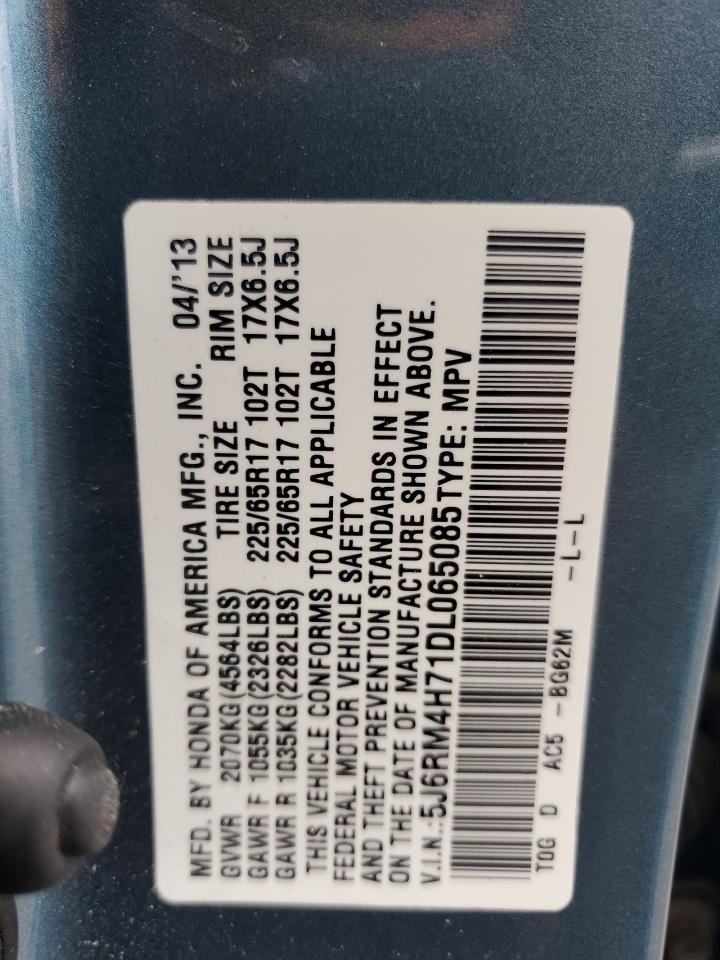 MFD. BY HONDA OF AMERICA MFG., INC. 04/'13
GVWR 2070KG(4564LBS) TIRE SIZE RIM SIZE
GAWR F 1055KG(2326LBS) 225/65R17 102T 17X6.5J
GAWR R 1035KG(2282LBS) 225/65R17 102T 17X6.5J
THIS VEHICLE CONFORMS TO ALL APPLICABLE
FEDERAL MOTOR VEHICLE SAFETY
AND THEFT PREVENTION STANDARDS IN EFFECT
ON THE DATE OF MANUFACTURE SHOWN ABOVE.
V.I.N.:5J6RM4H71DL065085 TYPE: MPV
T0G D AC5 -BG62M -L-L